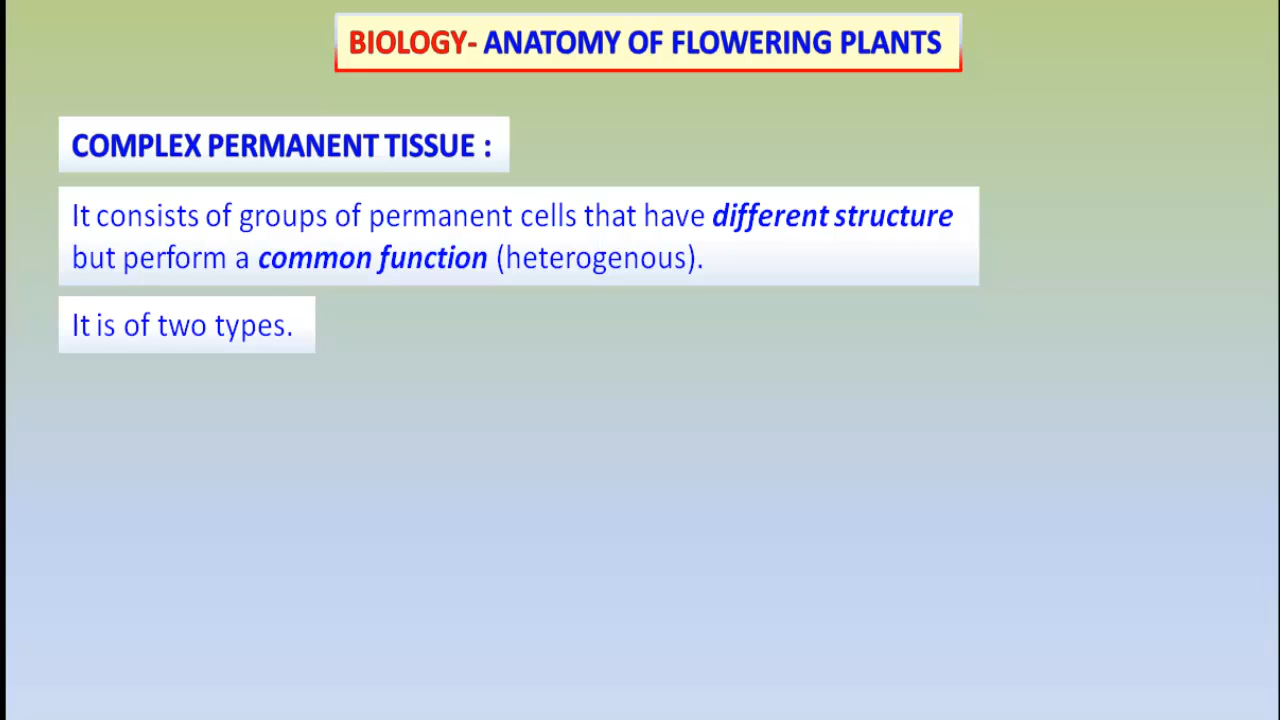 BIOLOGY- ANATOMY OF FLOWERING PLANTS
COMPLEX PERMANENT TISSUE :
It consists of groups of permanent cells that have different structure
but perform a common function (heterogenous).
It is of two types.